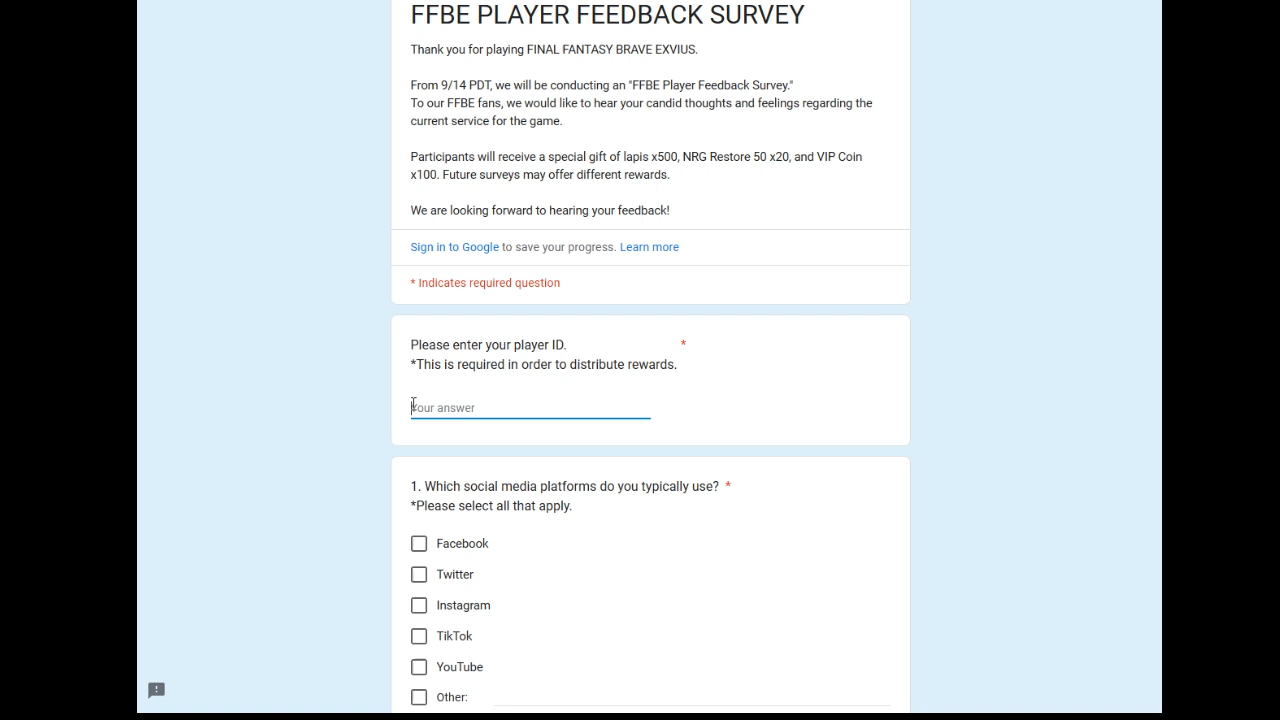 FFBE PLAYER FEEDBACK SURVEY
Thank you for playing FINAL FANTASY BRAVE EXVIUS.
From 9/14 PDT, we will be conducting an "FFBE Player Feedback Survey."
To our FFBE fans, we would like to hear your candid thoughts and feelings regarding the
current service for the game.
Participants will receive a special gift of lapis x500, NRG Restore 50 x20, and VIP Coin
x100. Future surveys may offer different rewards.
We are looking forward to hearing your feedback!
Sign in to Google to save your progress. Learn more
* Indicates required question
Please enter your player ID. *
*This is required in order to distribute rewards.
Your answer
1. Which social media platforms do you typically use? *
*Please select all that apply.
Facebook
Twitter
Instagram
TikTok
YouTube
Other: